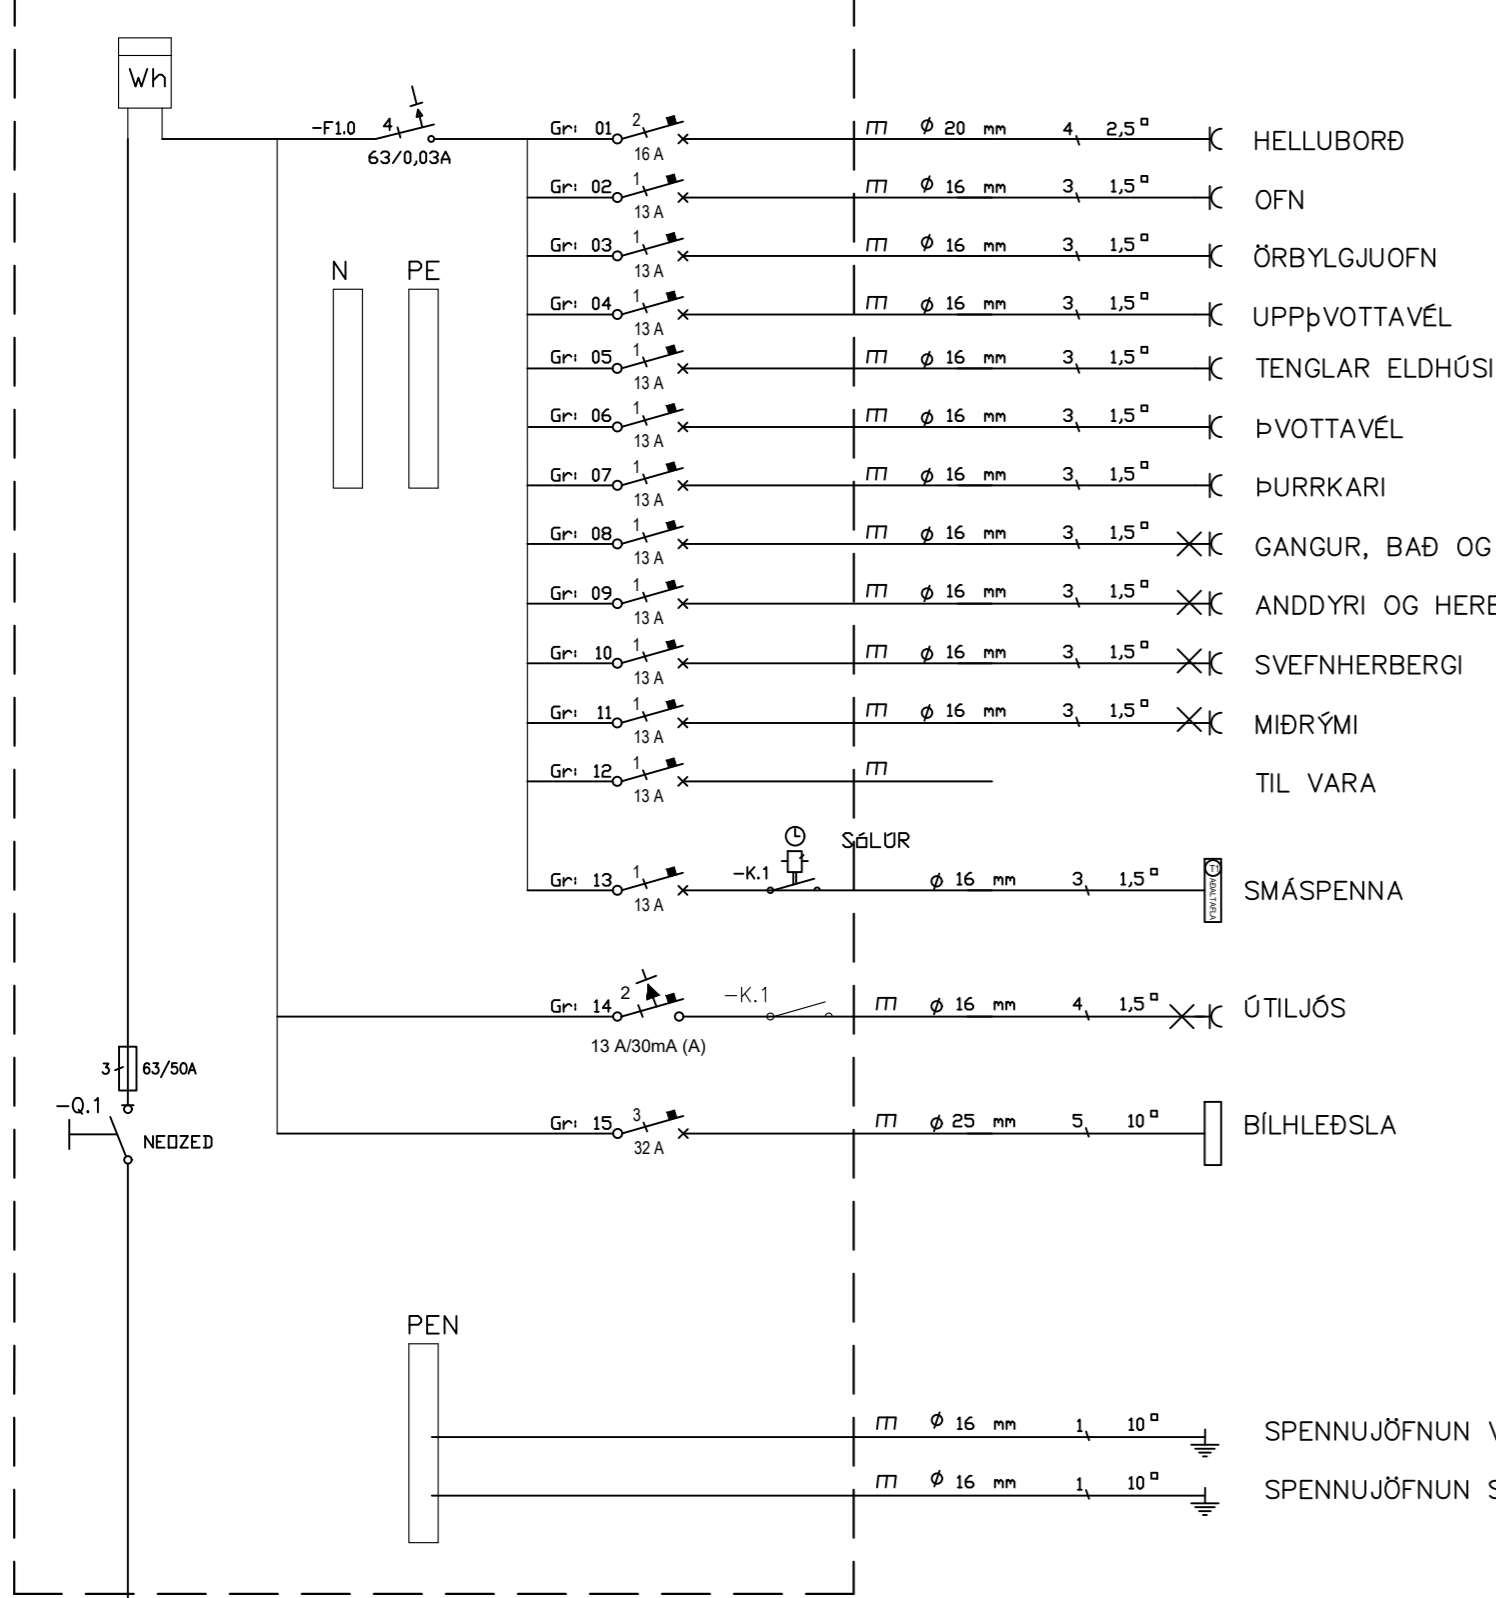 Wh
-F1.0 4 63/0,03A
Gr: 01 2 16 A ϕ 20 mm 4 2,5▫ HELLUBORÐ
Gr: 02 1 13 A ϕ 16 mm 3 1,5▫ OFN
Gr: 03 1 13 A ϕ 16 mm 3 1,5▫ ÖRBYLGJUOFN
N PE
Gr: 04 1 13 A ϕ 16 mm 3 1,5▫ UPPÞVOTTAVÉL
Gr: 05 1 13 A ϕ 16 mm 3 1,5▫ TENGLAR ELDHÚSI
Gr: 06 1 13 A ϕ 16 mm 3 1,5▫ ÞVOTTAVÉL
Gr: 07 1 13 A ϕ 16 mm 3 1,5▫ ÞURRKARI
Gr: 08 1 13 A ϕ 16 mm 3 1,5▫ GANGUR, BAÐ OG
Gr: 09 1 13 A ϕ 16 mm 3 1,5▫ ANDDYRI OG HERB
Gr: 10 1 13 A ϕ 16 mm 3 1,5▫ SVEFNHERBERGI
Gr: 11 1 13 A ϕ 16 mm 3 1,5▫ MIÐRÝMI
Gr: 12 1 13 A TIL VARA
SóLÚR
Gr: 13 1 13 A -K.1 ϕ 16 mm 3 1,5▫ T1 AÐALTAFLA SMÁSPENNA
Gr: 14 2 13 A/30mA (A) -K.1 ϕ 16 mm 4 1,5▫ ÚTILJÓS
3 63/50A
-Q.1 NEOZED
Gr: 15 3 32 A ϕ 25 mm 5 10▫ BÍLHLEÐSLA
PEN
ϕ 16 mm 1 10▫ SPENNUJÖFNUN V
ϕ 16 mm 1 10▫ SPENNUJÖFNUN S